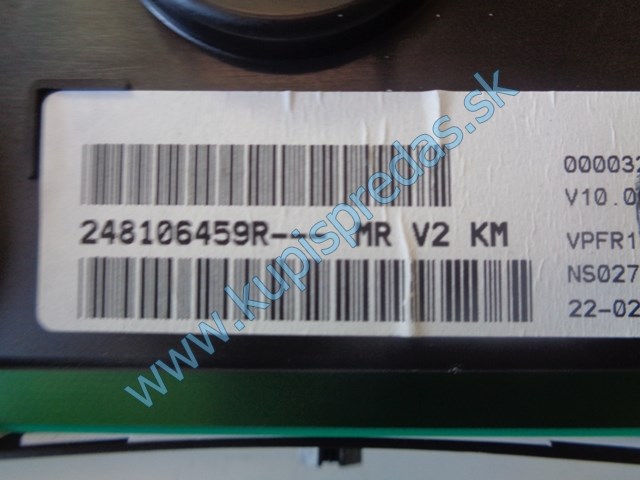 248106459R--- MR V2 KM
000032
V10.0
VPFR1
NS027
22-02
www.kupispredas.sk